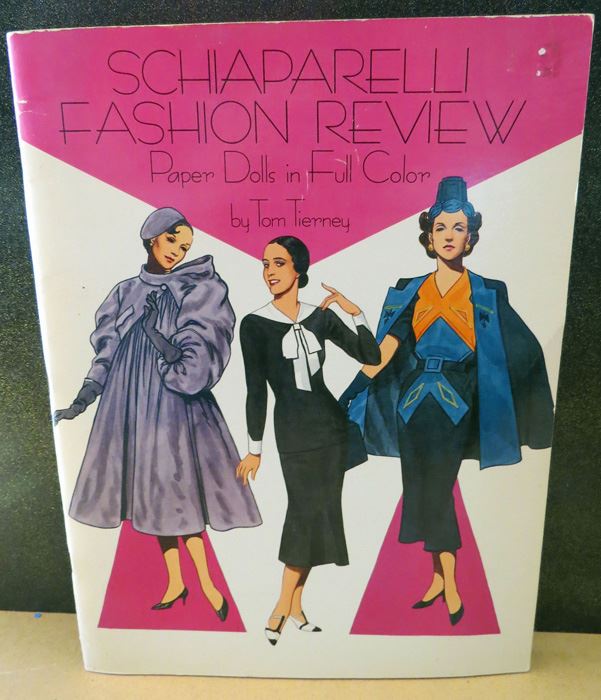 SCHIAPARELLI
FASHION REVIEW
Paper Dolls in Full Color
by Tom Tierney